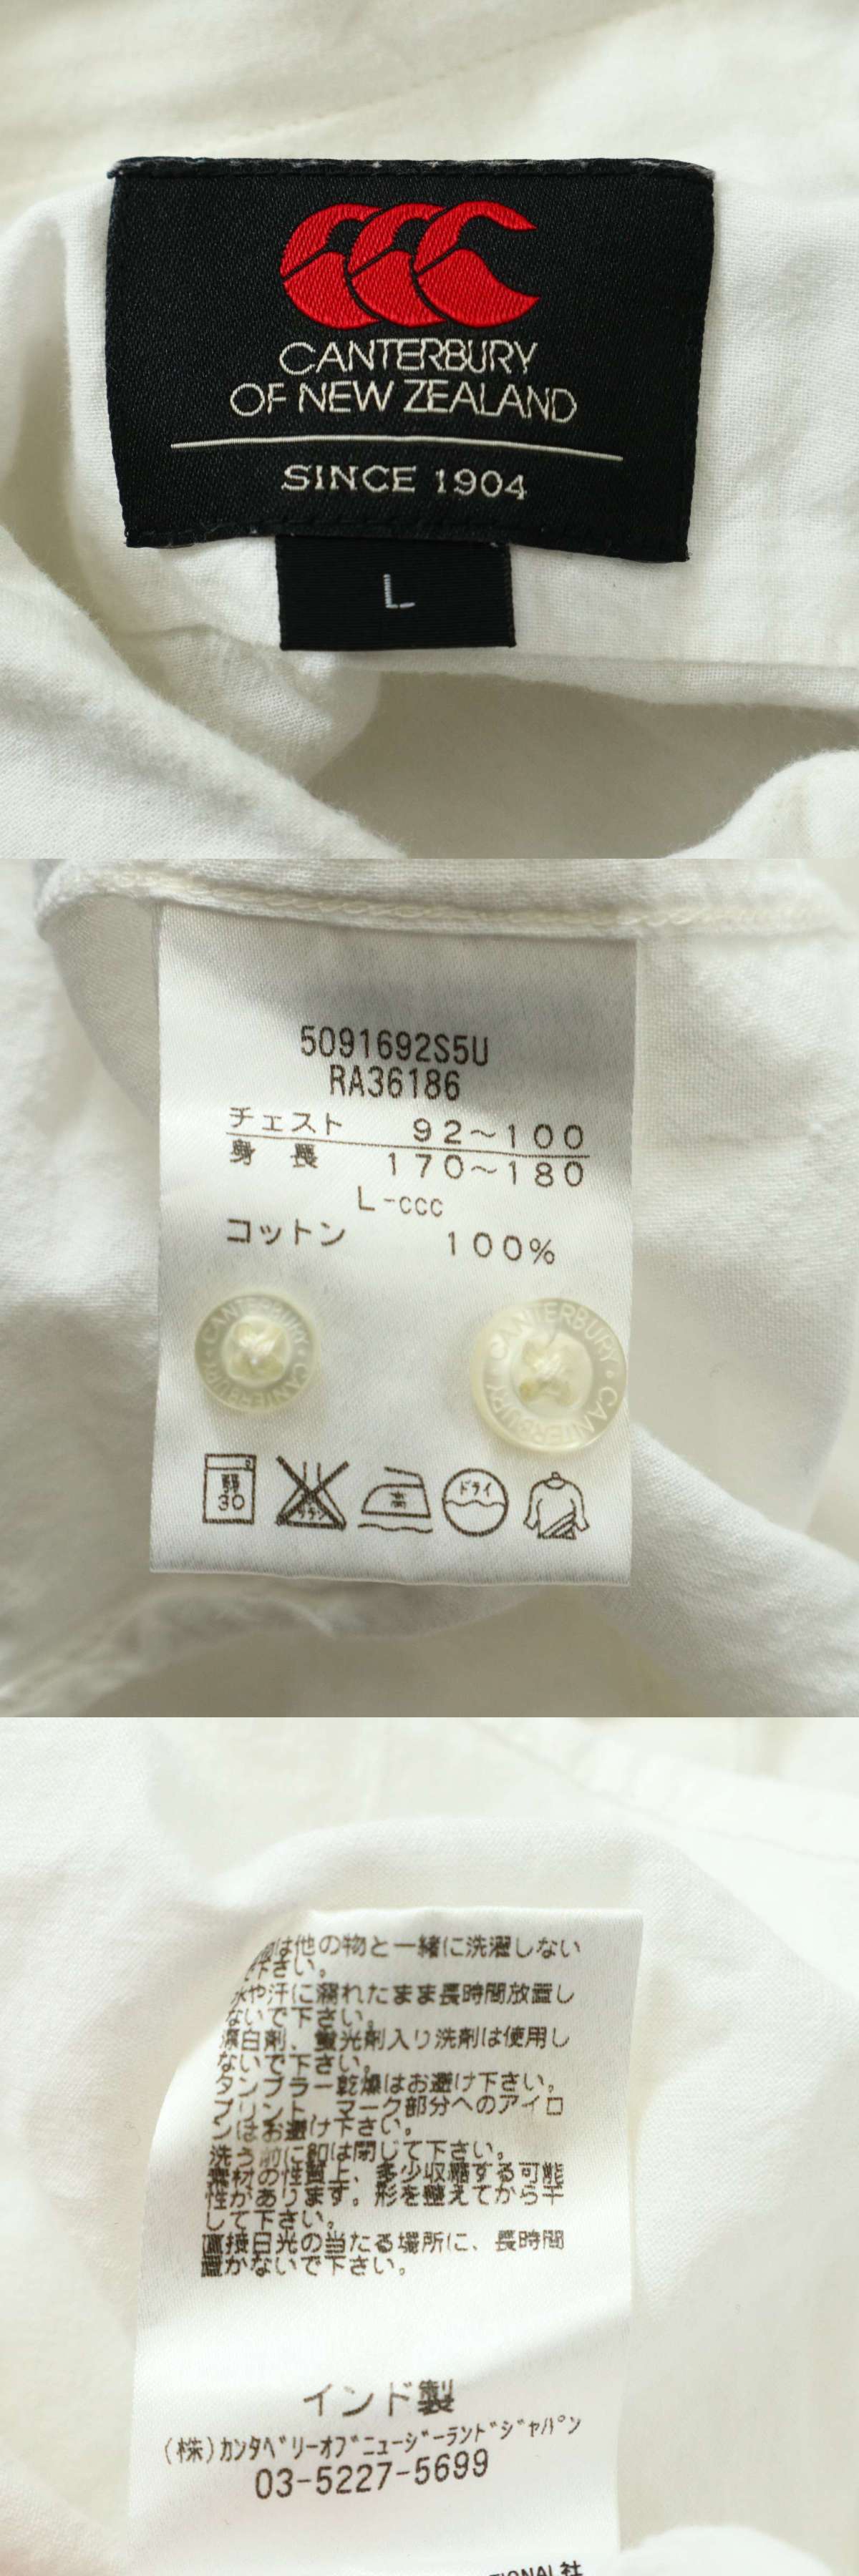 CANTERBURY
OF NEW ZEALAND
SINCE 1904
L
5091692S5U
RA36186
チェスト 92~100
身長 170~180
L-ccc
コットン 100%
CANTERBURY・CANTERBURY・
CANTERBURY・CANTERBURY・
弱
30
高
ドライ
は他の物と一緒に洗濯しない
下さい。
水や汗に濡れたまま長時間放置し
ないで下さい。
漂白剤、蛍光剤入り洗剤は使用し
ないで下さい。
タンブラー乾燥はお避け下さい。
プリント、マーク部分へのアイロ
ンはお避け下さい。
洗う前に釦は閉じて下さい。
素材の性質上、多少収縮する可能
性があります。形を整えてから干
して下さい。
直接日光の当たる場所に、長時間
置かないで下さい。
インド製
(株)カンタベリーオブニュージーランドジャパン
03-5227-5699